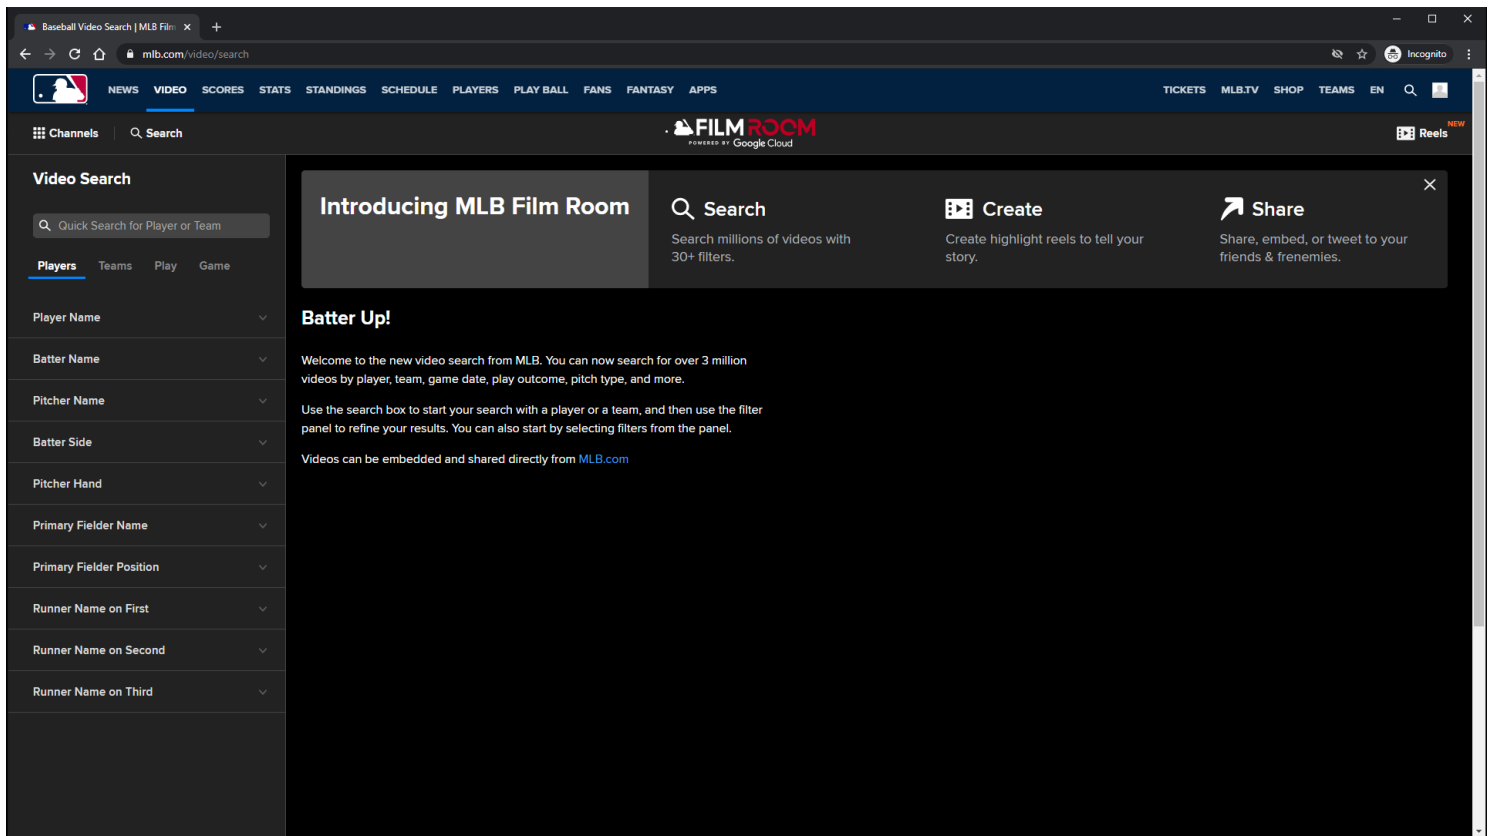 Baseball Video Search | MLB Film
mlb.com/video/search
Incognito
NEWS VIDEO SCORES STATS STANDINGS SCHEDULE PLAYERS PLAY BALL FANS FANTASY APPS TICKETS MLB.TV SHOP TEAMS EN
Channels Search
FILM ROOM
POWERED BY Google Cloud
Reels NEW
Video Search
Quick Search for Player or Team
Players Teams Play Game
Player Name
Batter Name
Pitcher Name
Batter Side
Pitcher Hand
Primary Fielder Name
Primary Fielder Position
Runner Name on First
Runner Name on Second
Runner Name on Third
Introducing MLB Film Room
Search
Search millions of videos with
30+ filters.
Create
Create highlight reels to tell your
story.
Share
Share, embed, or tweet to your
friends & frenemies.
Batter Up!
Welcome to the new video search from MLB. You can now search for over 3 million
videos by player, team, game date, play outcome, pitch type, and more.
Use the search box to start your search with a player or a team, and then use the filter
panel to refine your results. You can also start by selecting filters from the panel.
Videos can be embedded and shared directly from MLB.com